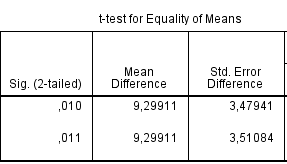 t-test for Equality of Means
Sig. (2-tailed) Mean Difference Std. Error Difference
,010 9,29911 3,47941
,011 9,29911 3,51084